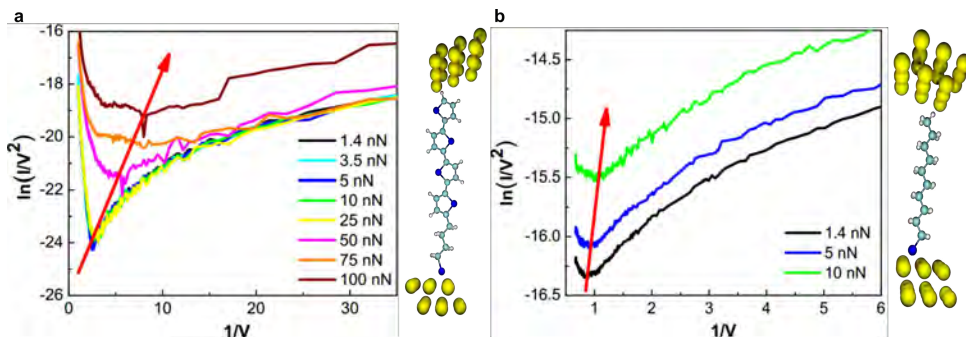 a
-16
-18
-20
-22
-24
-26
ln(I/V²)
1.4 nN
3.5 nN
5 nN
10 nN
25 nN
50 nN
75 nN
100 nN
0 10 20 30
1/V
b
-14.5
-15.0
-15.5
-16.0
-16.5
ln(I/V²)
1.4 nN
5 nN
10 nN
1 2 3 4 5 6
1/V